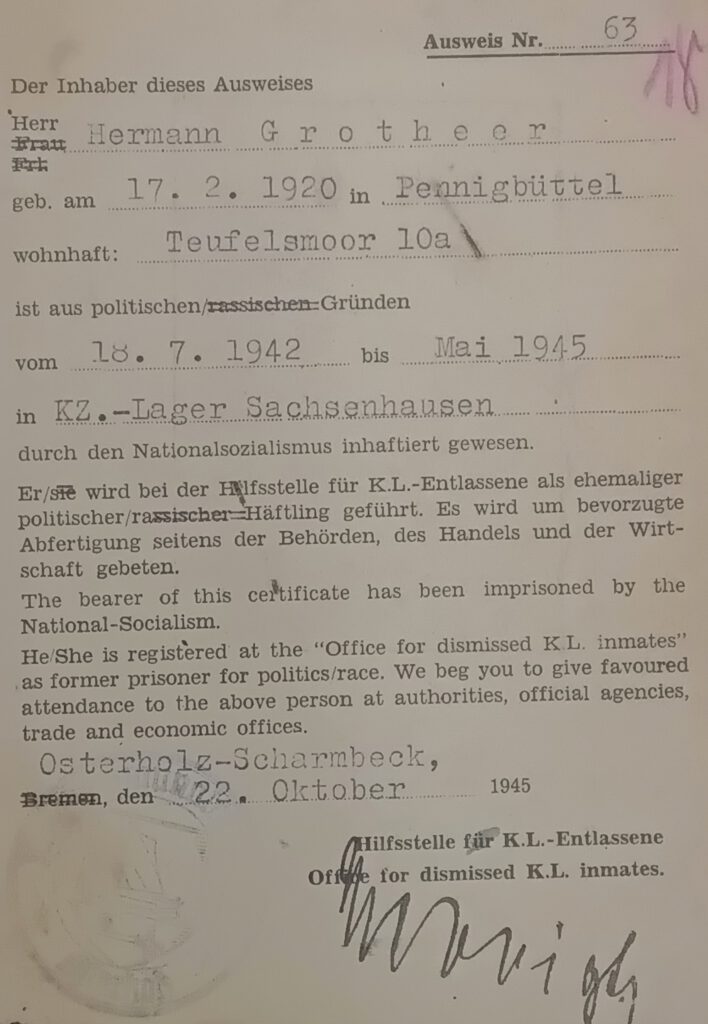 Ausweis Nr. 63
18
Der Inhaber dieses Ausweises
Herr
Frau Hermann Grotheer
Frl.
geb. am 17. 2. 1920 in Pennigbüttel
wohnhaft: Teufelsmoor 10a
ist aus politischen/rassischen Gründen
vom 18. 7. 1942 bis Mai 1945
in KZ.-Lager Sachsenhausen
durch den Nationalsozialismus inhaftiert gewesen.
Er/sie wird bei der Hilfsstelle für K.L.-Entlassene als ehemaliger
politischer/rassischer Häftling geführt. Es wird um bevorzugte
Abfertigung seitens der Behörden, des Handels und der Wirt-
schaft gebeten.
The bearer of this certificate has been imprisoned by the
National-Socialism.
He/She is registered at the “Office for dismissed K.L. inmates”
as former prisoner for politics/race. We beg you to give favoured
attendance to the above person at authorities, official agencies,
trade and economic offices.
Osterholz-Scharmbeck,
Bremen, den 22. Oktober 1945
Hilfsstelle für K.L.-Entlassene
Office for dismissed K.L. inmates.